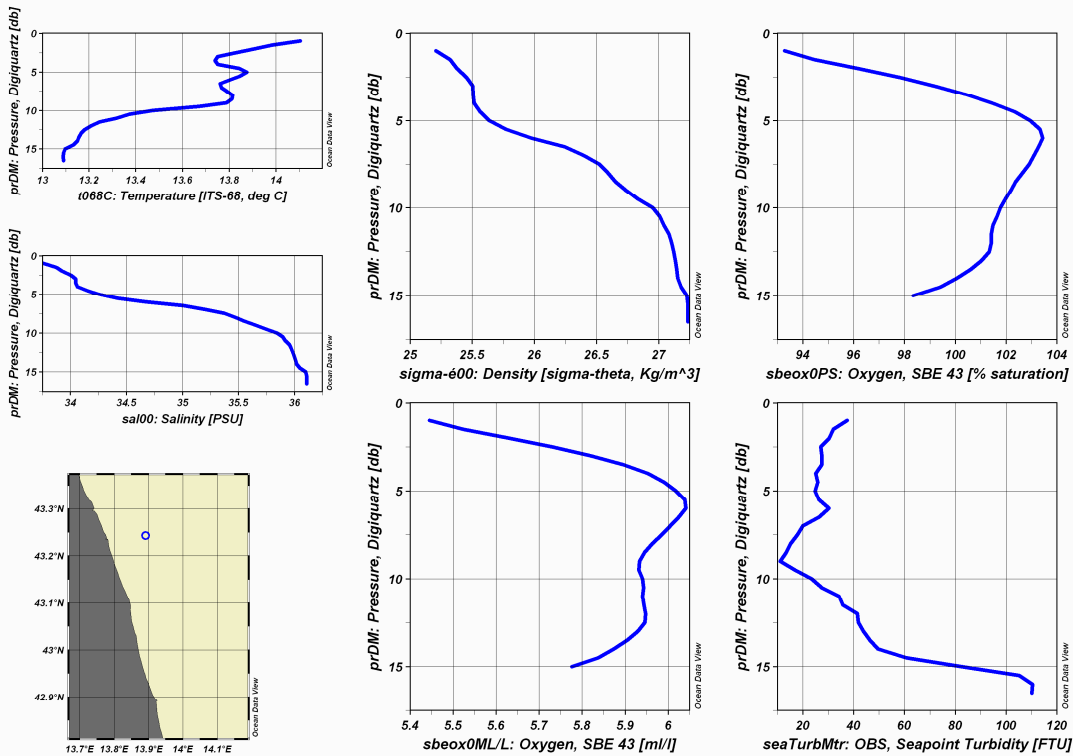 0
5
10
15
13
13.2
13.4
13.6
13.8
14
prDM: Pressure, Digiquartz [db]
t068C: Temperature [ITS-68, deg C]
Ocean Data View
0
5
10
15
34
34.5
35
35.5
36
prDM: Pressure, Digiquartz [db]
sal00: Salinity [PSU]
Ocean Data View
43.3°N
43.2°N
43.1°N
43°N
42.9°N
13.7°E
13.8°E
13.9°E
14°E
14.1°E
Ocean Data View
0
5
10
15
25
25.5
26
26.5
27
prDM: Pressure, Digiquartz [db]
sigma-é00: Density [sigma-theta, Kg/m^3]
Ocean Data View
0
5
10
15
5.4
5.5
5.6
5.7
5.8
5.9
6
prDM: Pressure, Digiquartz [db]
sbeox0ML/L: Oxygen, SBE 43 [ml/l]
Ocean Data View
0
5
10
15
94
96
98
100
102
104
prDM: Pressure, Digiquartz [db]
sbeox0PS: Oxygen, SBE 43 [% saturation]
Ocean Data View
0
5
10
15
20
40
60
80
100
120
prDM: Pressure, Digiquartz [db]
seaTurbMtr: OBS, Seapoint Turbidity [FTU]
Ocean Data View